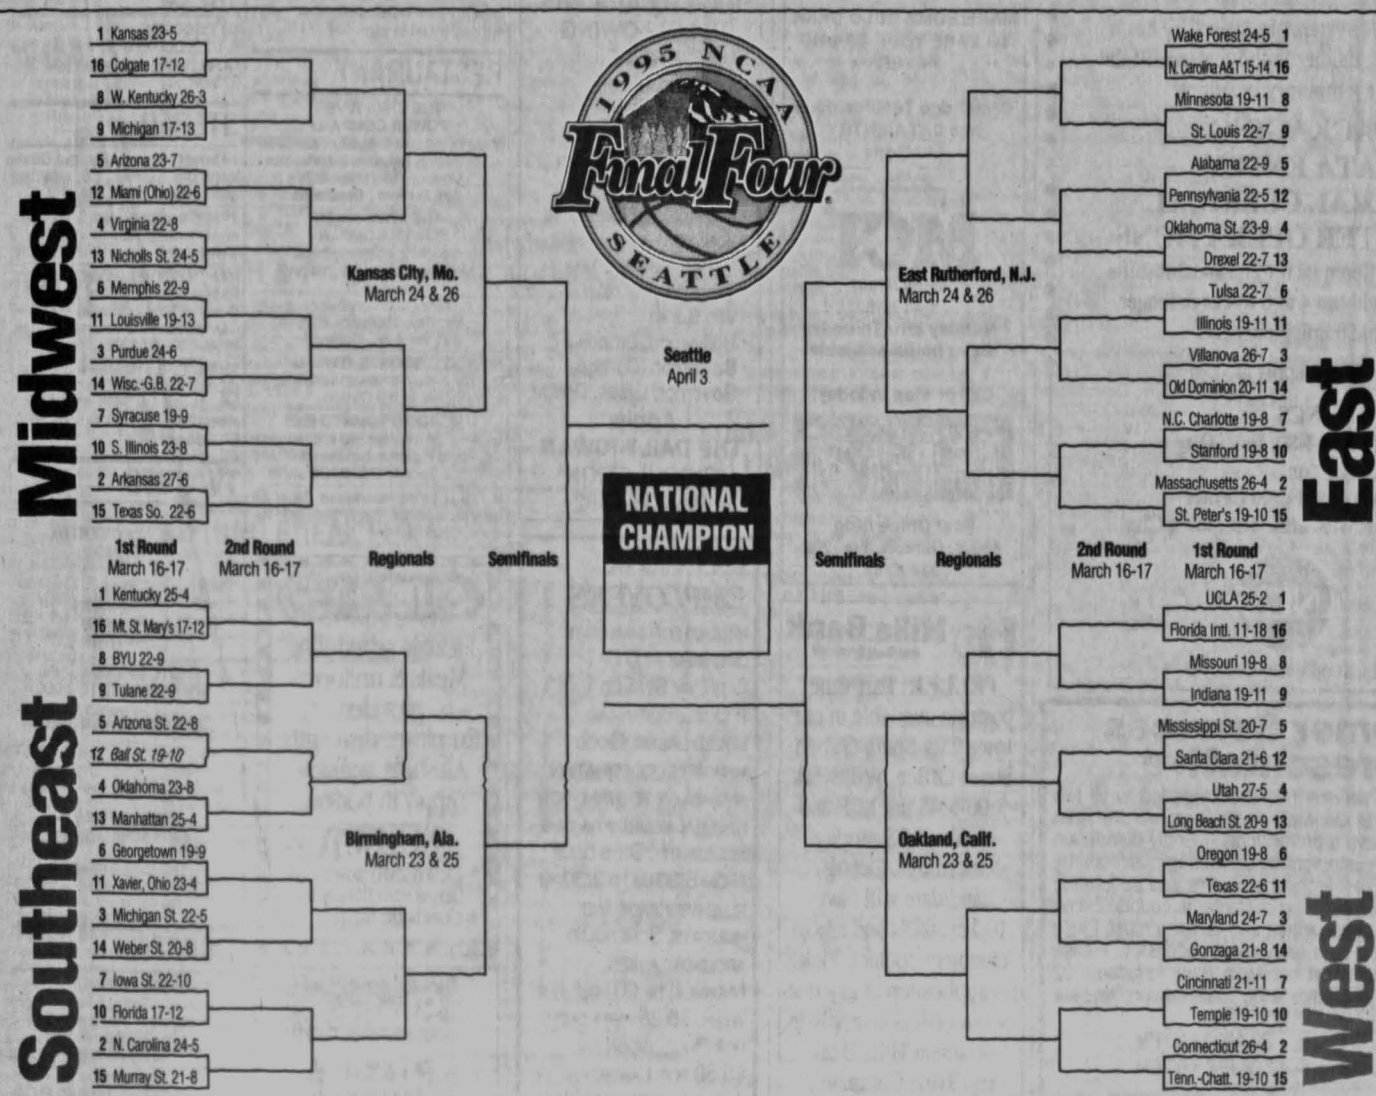 1995 NCAA
Final Four
SEATTLE
Midwest
1 Kansas 23-5
16 Colgate 17-12
8 W. Kentucky 26-3
9 Michigan 17-13
5 Arizona 23-7
12 Miami (Ohio) 22-6
4 Virginia 22-8
13 Nicholls St. 24-5
6 Memphis 22-9
11 Louisville 19-13
3 Purdue 24-6
14 Wisc.-G.B. 22-7
7 Syracuse 19-9
10 S. Illinois 23-8
2 Arkansas 27-6
15 Texas So. 22-6
Kansas City, Mo.
March 24 & 26
1st Round
March 16-17
2nd Round
March 16-17
Regionals
Semifinals
Southeast
1 Kentucky 25-4
16 Mt. St. Mary's 17-12
8 BYU 22-9
9 Tulane 22-9
5 Arizona St. 22-8
12 Ball St. 19-10
4 Oklahoma 23-8
13 Manhattan 25-4
6 Georgetown 19-9
11 Xavier, Ohio 23-4
3 Michigan St. 22-5
14 Weber St. 20-8
7 Iowa St. 22-10
10 Florida 17-12
2 N. Carolina 24-5
15 Murray St. 21-8
Birmingham, Ala.
March 23 & 25
Seattle
April 3
NATIONAL
CHAMPION
East
Wake Forest 24-5 1
N. Carolina A&T 15-14 16
Minnesota 19-11 8
St. Louis 22-7 9
Alabama 22-9 5
Pennsylvania 22-5 12
Oklahoma St. 23-9 4
Drexel 22-7 13
Tulsa 22-7 6
Illinois 19-11 11
Villanova 26-7 3
Old Dominion 20-11 14
N.C. Charlotte 19-8 7
Stanford 19-8 10
Massachusetts 26-4 2
St. Peter's 19-10 15
East Rutherford, N.J.
March 24 & 26
Semifinals
Regionals
2nd Round
March 16-17
1st Round
March 16-17
West
UCLA 25-2 1
Florida Intl. 11-18 16
Missouri 19-8 8
Indiana 19-11 9
Mississippi St. 20-7 5
Santa Clara 21-6 12
Utah 27-5 4
Long Beach St. 20-9 13
Oregon 19-8 6
Texas 22-6 11
Maryland 24-7 3
Gonzaga 21-8 14
Cincinnati 21-11 7
Temple 19-10 10
Connecticut 26-4 2
Tenn.-Chatt. 19-10 15
Oakland, Calif.
March 23 & 25